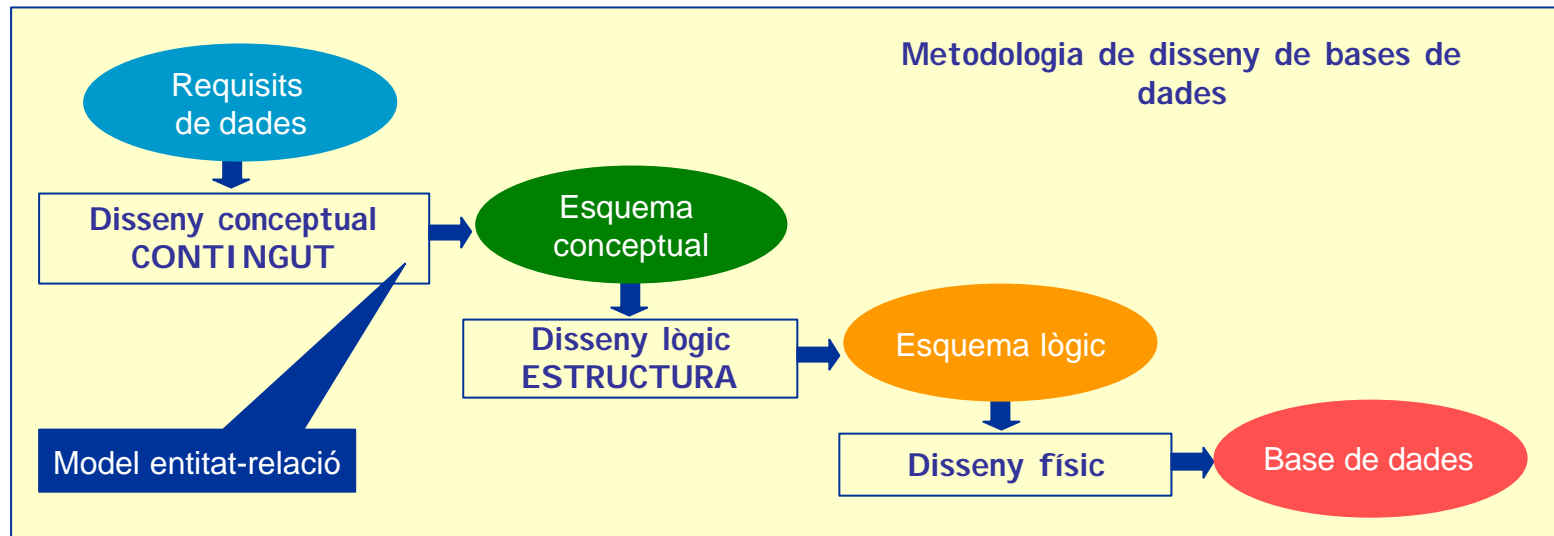 Metodologia de disseny de bases de
dades
Requisits
de dades
Disseny conceptual
CONTINGUT
Esquema
conceptual
Disseny lògic
ESTRUCTURA
Esquema lògic
Model entitat-relació
Disseny físic
Base de dades